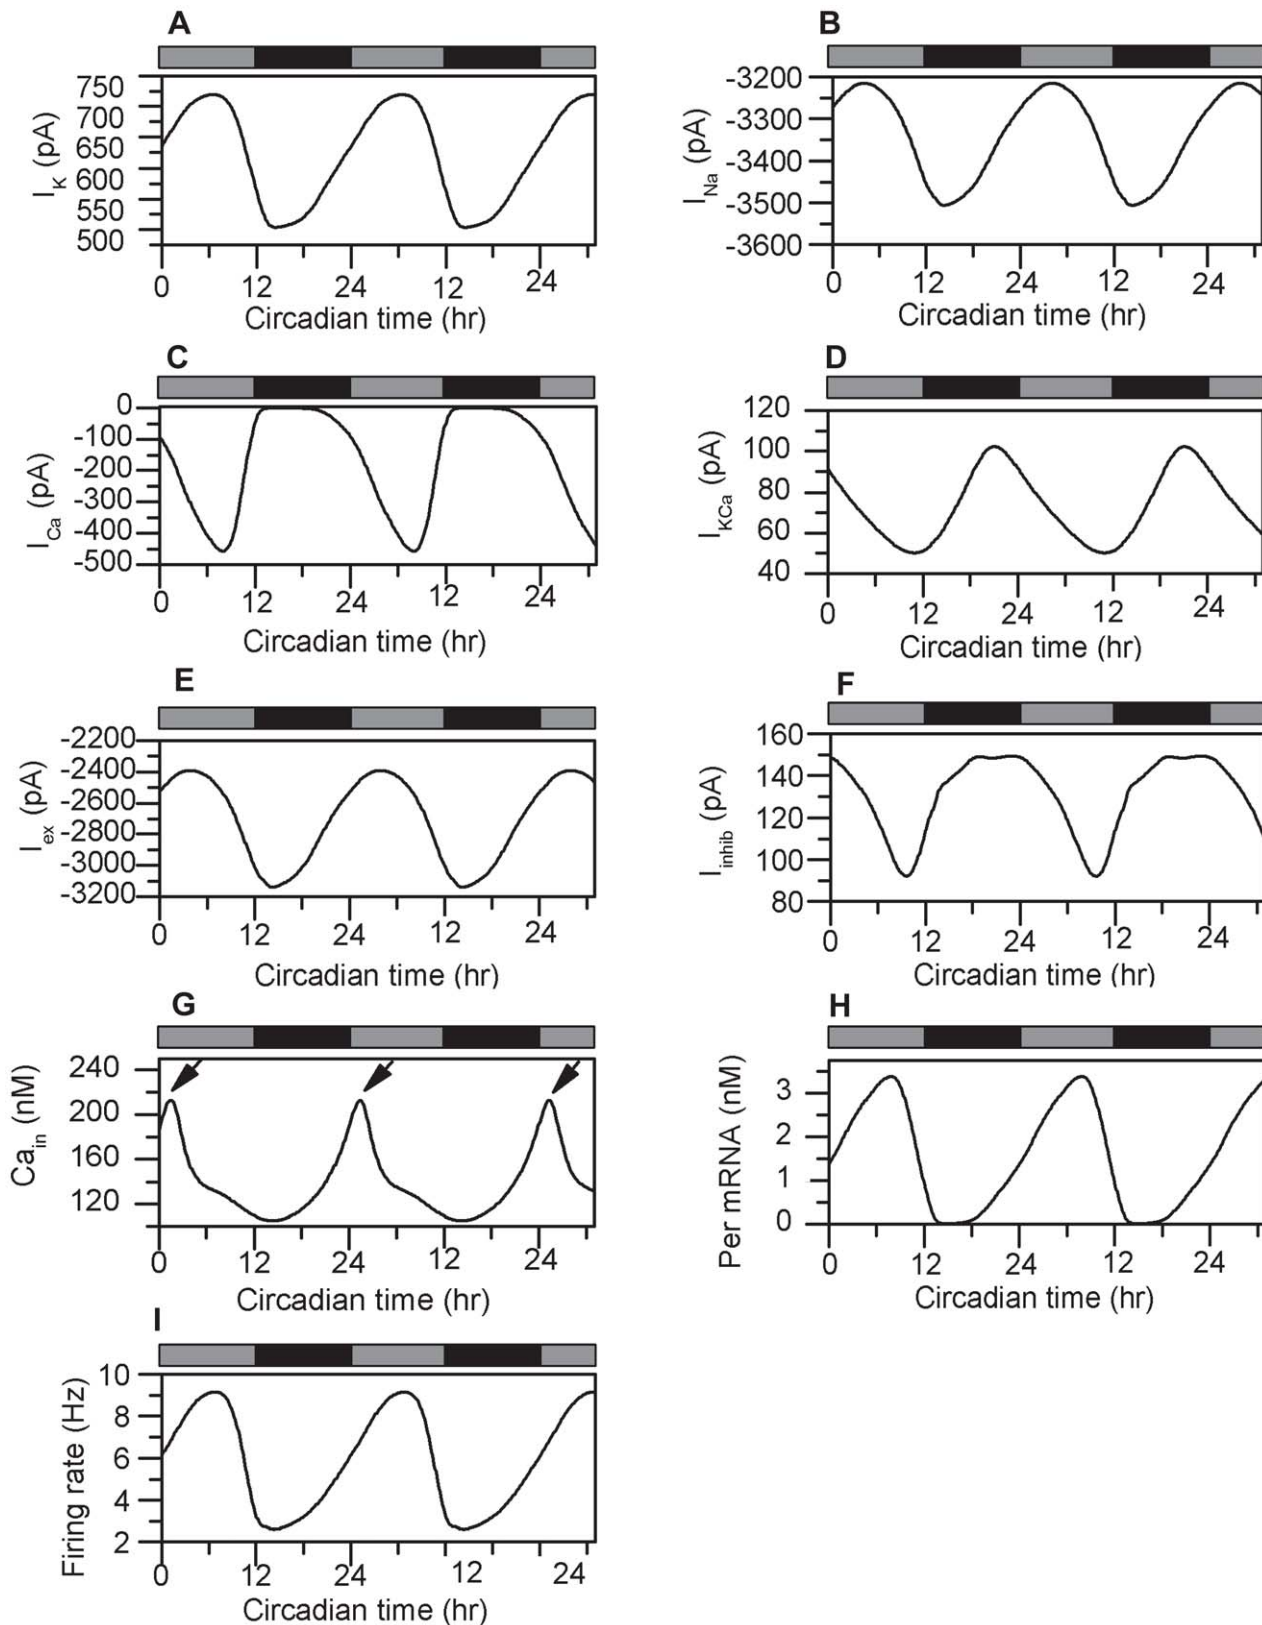 A
I_K (pA)
750
700
650
600
550
500
0 12 24 12 24
Circadian time (hr)
B
I_Na (pA)
-3200
-3300
-3400
-3500
-3600
0 12 24 12 24
Circadian time (hr)
C
I_Ca (pA)
0
-100
-200
-300
-400
-500
0 12 24 12 24
Circadian time (hr)
D
I_KCa (pA)
120
100
80
60
40
0 12 24 12 24
Circadian time (hr)
E
I_ex (pA)
-2200
-2400
-2600
-2800
-3000
-3200
0 12 24 12 24
Circadian time (hr)
F
I_inhib (pA)
160
140
120
100
80
0 12 24 12 24
Circadian time (hr)
G
Ca_in (nM)
240
200
160
120
0 12 24 12 24
Circadian time (hr)
H
Per mRNA (nM)
3
2
1
0
0 12 24 12 24
Circadian time (hr)
I
Firing rate (Hz)
10
8
6
4
2
0 12 24 12 24
Circadian time (hr)